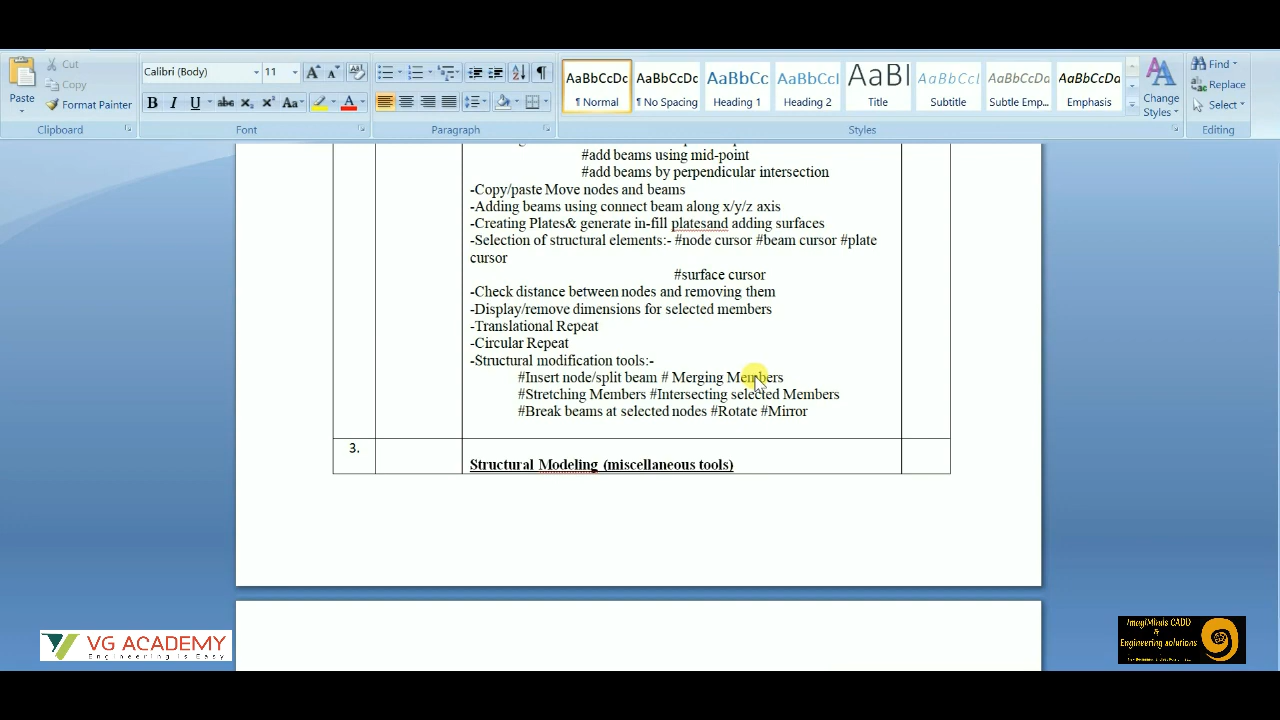 Cut
Copy
Format Painter
Paste
Clipboard
Calibri (Body)
11
Font
Paragraph
AaBbCcDc
¶ Normal
AaBbCcDc
¶ No Spacing
AaBbCc
Heading 1
AaBbCcl
Heading 2
AaBl
Title
AaBbCcl
Subtitle
AaBbCcDa
Subtle Emp...
AaBbCcDa
Emphasis
Change
Styles
Styles
Find
Replace
Select
Editing
#add beams using mid-point
#add beams by perpendicular intersection
-Copy/paste Move nodes and beams
-Adding beams using connect beam along x/y/z axis
-Creating Plates& generate in-fill platesand adding surfaces
-Selection of structural elements:- #node cursor #beam cursor #plate
cursor
#surface cursor
-Check distance between nodes and removing them
-Display/remove dimensions for selected members
-Translational Repeat
-Circular Repeat
-Structural modification tools:-
#Insert node/split beam # Merging Members
#Stretching Members #Intersecting selected Members
#Break beams at selected nodes #Rotate #Mirror
3.
Structural Modeling (miscellaneous tools)
VG ACADEMY
Engineering is Easy
ImagiMinds CADD
&
Engineering solutions